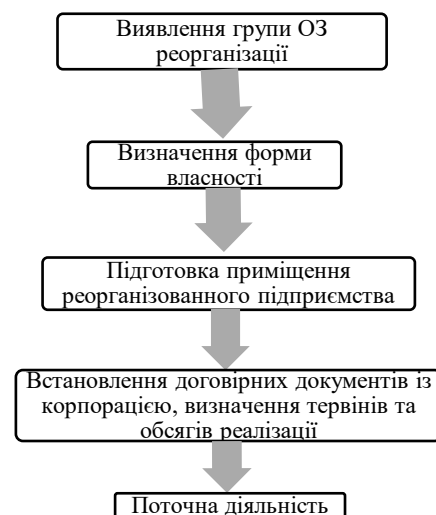 Виявлення групи ОЗ
реорганізації
Визначення форми
власності
Підготовка приміщення
реорганізованного підприємства
Встановлення договірних документів із
корпорацією, визначення тервінів та
обсягів реалізації
Поточна діяльність